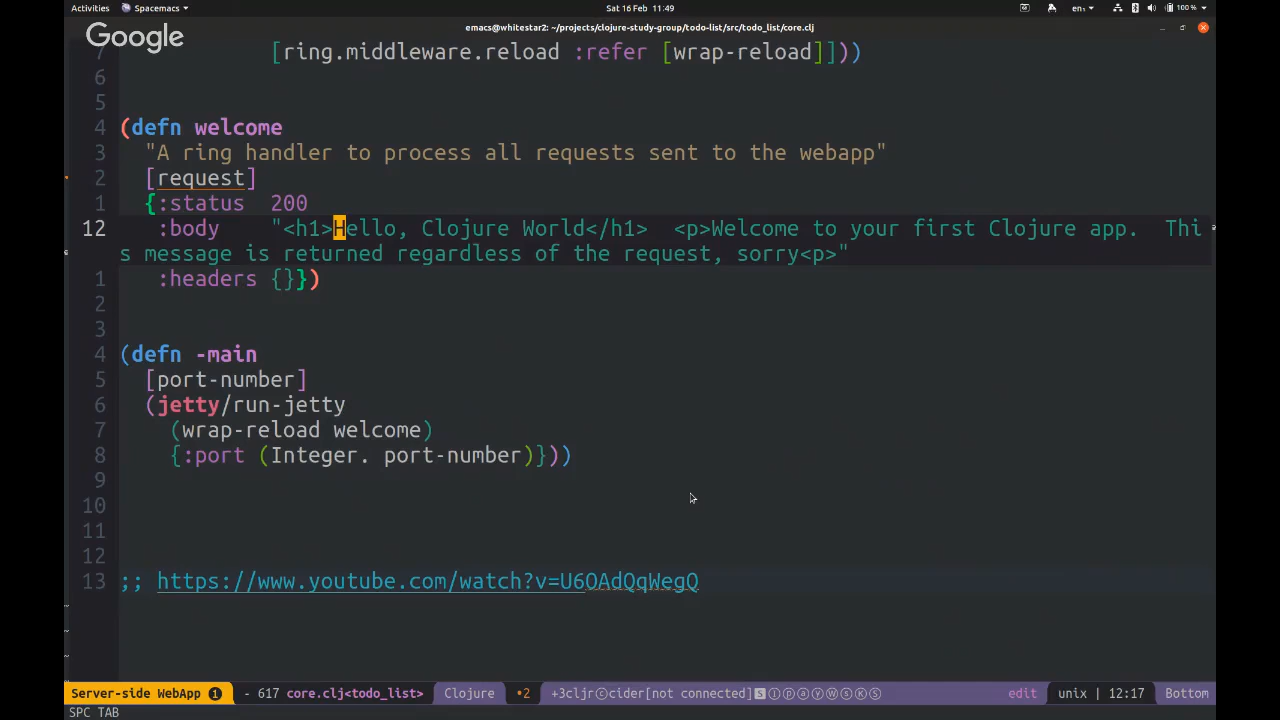 Activities Spacemacs Sat 16 Feb 11:49 en₁ 100 %
Google
emacs@whitestar2: ~/projects/clojure-study-group/todo-list/src/todo_list/core.clj
7 [ring.middleware.reload :refer [wrap-reload]]))
6
5
4 (defn welcome
3 "A ring handler to process all requests sent to the webapp"
2 [request]
1 {:status 200
12 :body "<h1>Hello, Clojure World</h1> <p>Welcome to your first Clojure app. Thi
s message is returned regardless of the request, sorry<p>"
1 :headers {}})
2
3
4 (defn -main
5 [port-number]
6 (jetty/run-jetty
7 (wrap-reload welcome)
8 {:port (Integer. port-number)}))
9
10
11
12
13 ;; https://www.youtube.com/watch?v=U6OAdQqWegQ
~
~
~
~
Server-side WebApp ❶ - 617 core.clj<todo_list> Clojure •2 +3cljrⓒcider[not connected]🆂ⓘⓟⓐⓨⓦⓢⓀⓈ edit unix | 12:17 Bottom
SPC TAB